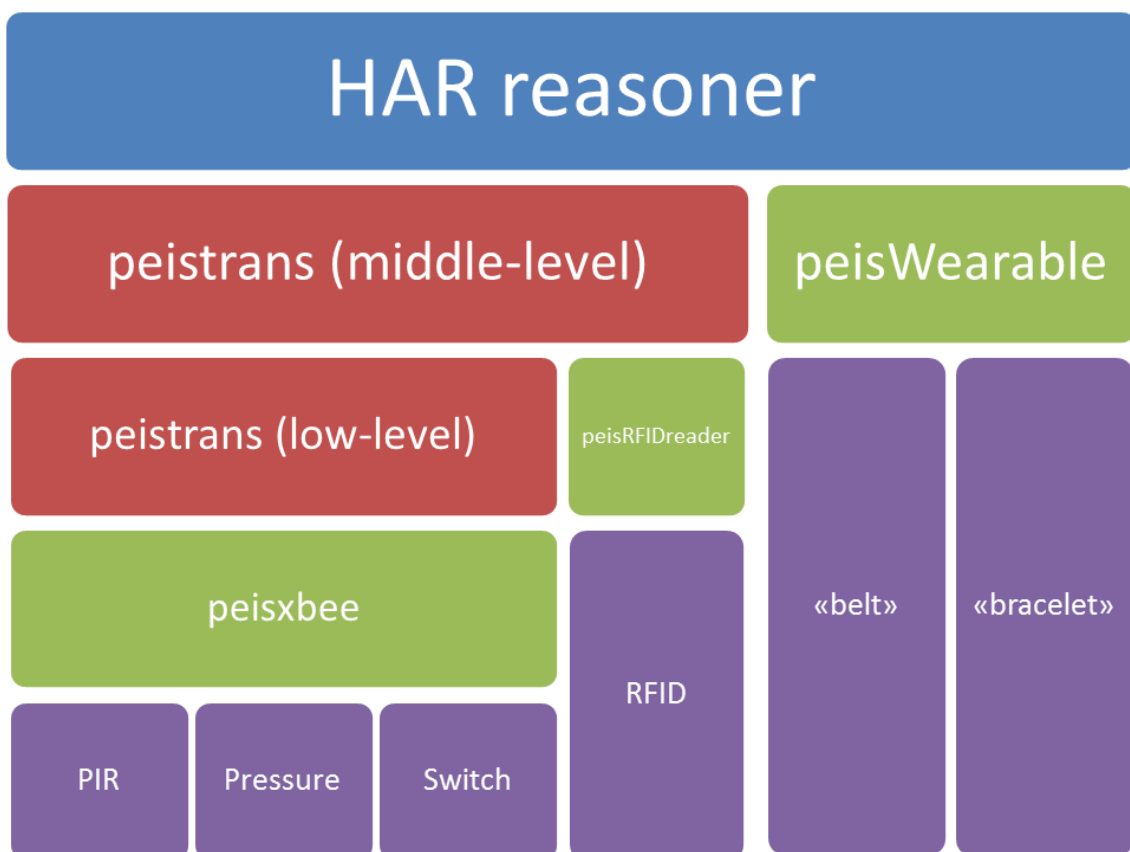 HAR reasoner
peistrans (middle-level)
peisWearable
peistrans (low-level)
peisRFIDreader
peisxbee
«belt»
«bracelet»
RFID
PIR
Pressure
Switch